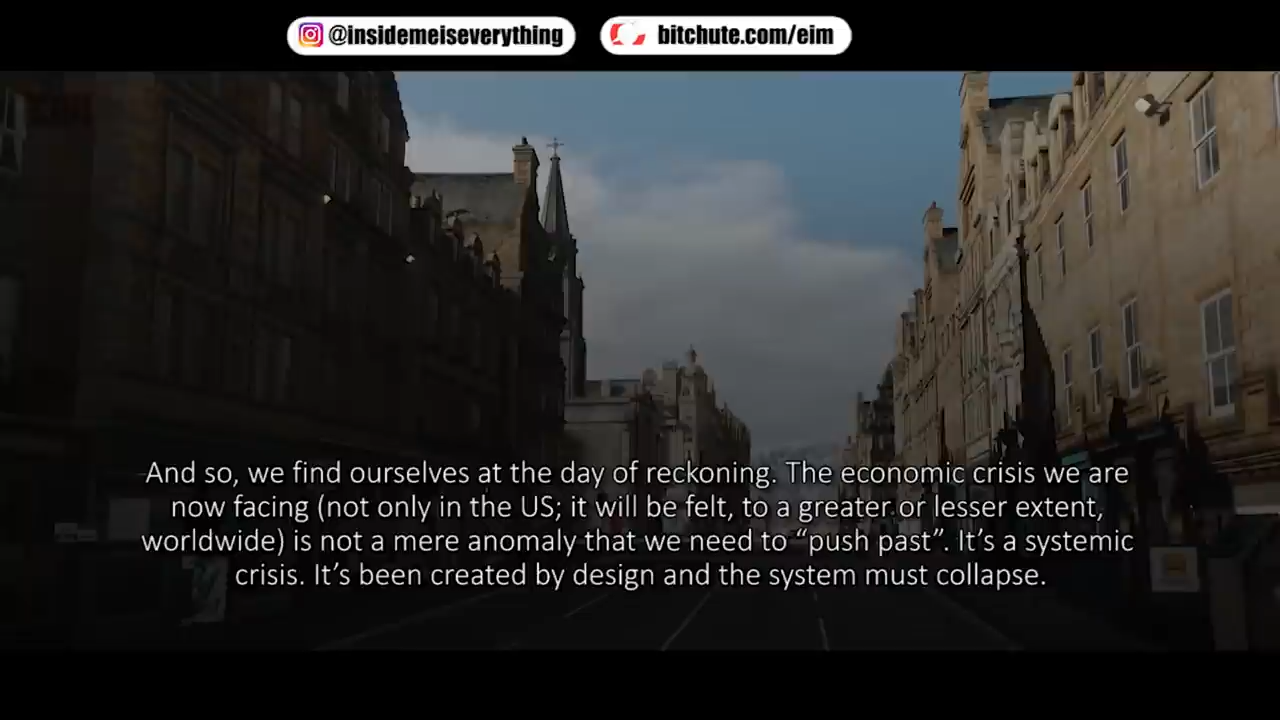 @insidemeiseverything
bitchute.com/eim
And so, we find ourselves at the day of reckoning. The economic crisis we are
now facing (not only in the US; it will be felt, to a greater or lesser extent,
worldwide) is not a mere anomaly that we need to “push past”. It’s a systemic
crisis. It’s been created by design and the system must collapse.